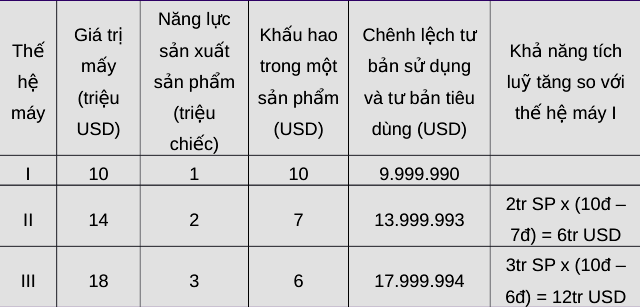 Thế
hệ
máy
Giá trị
mấy
(triệu
USD)
Năng lực
sản xuất
sản phẩm
(triệu
chiếc)
Khấu hao
trong một
sản phẩm
(USD)
Chênh lệch tư
bản sử dụng
và tư bản tiêu
dùng (USD)
Khả năng tích
luỹ tăng so với
thế hệ máy I
I
10
1
10
9.999.990
II
14
2
7
13.999.993
2tr SP x (10đ –
7đ) = 6tr USD
III
18
3
6
17.999.994
3tr SP x (10đ –
6đ) = 12tr USD